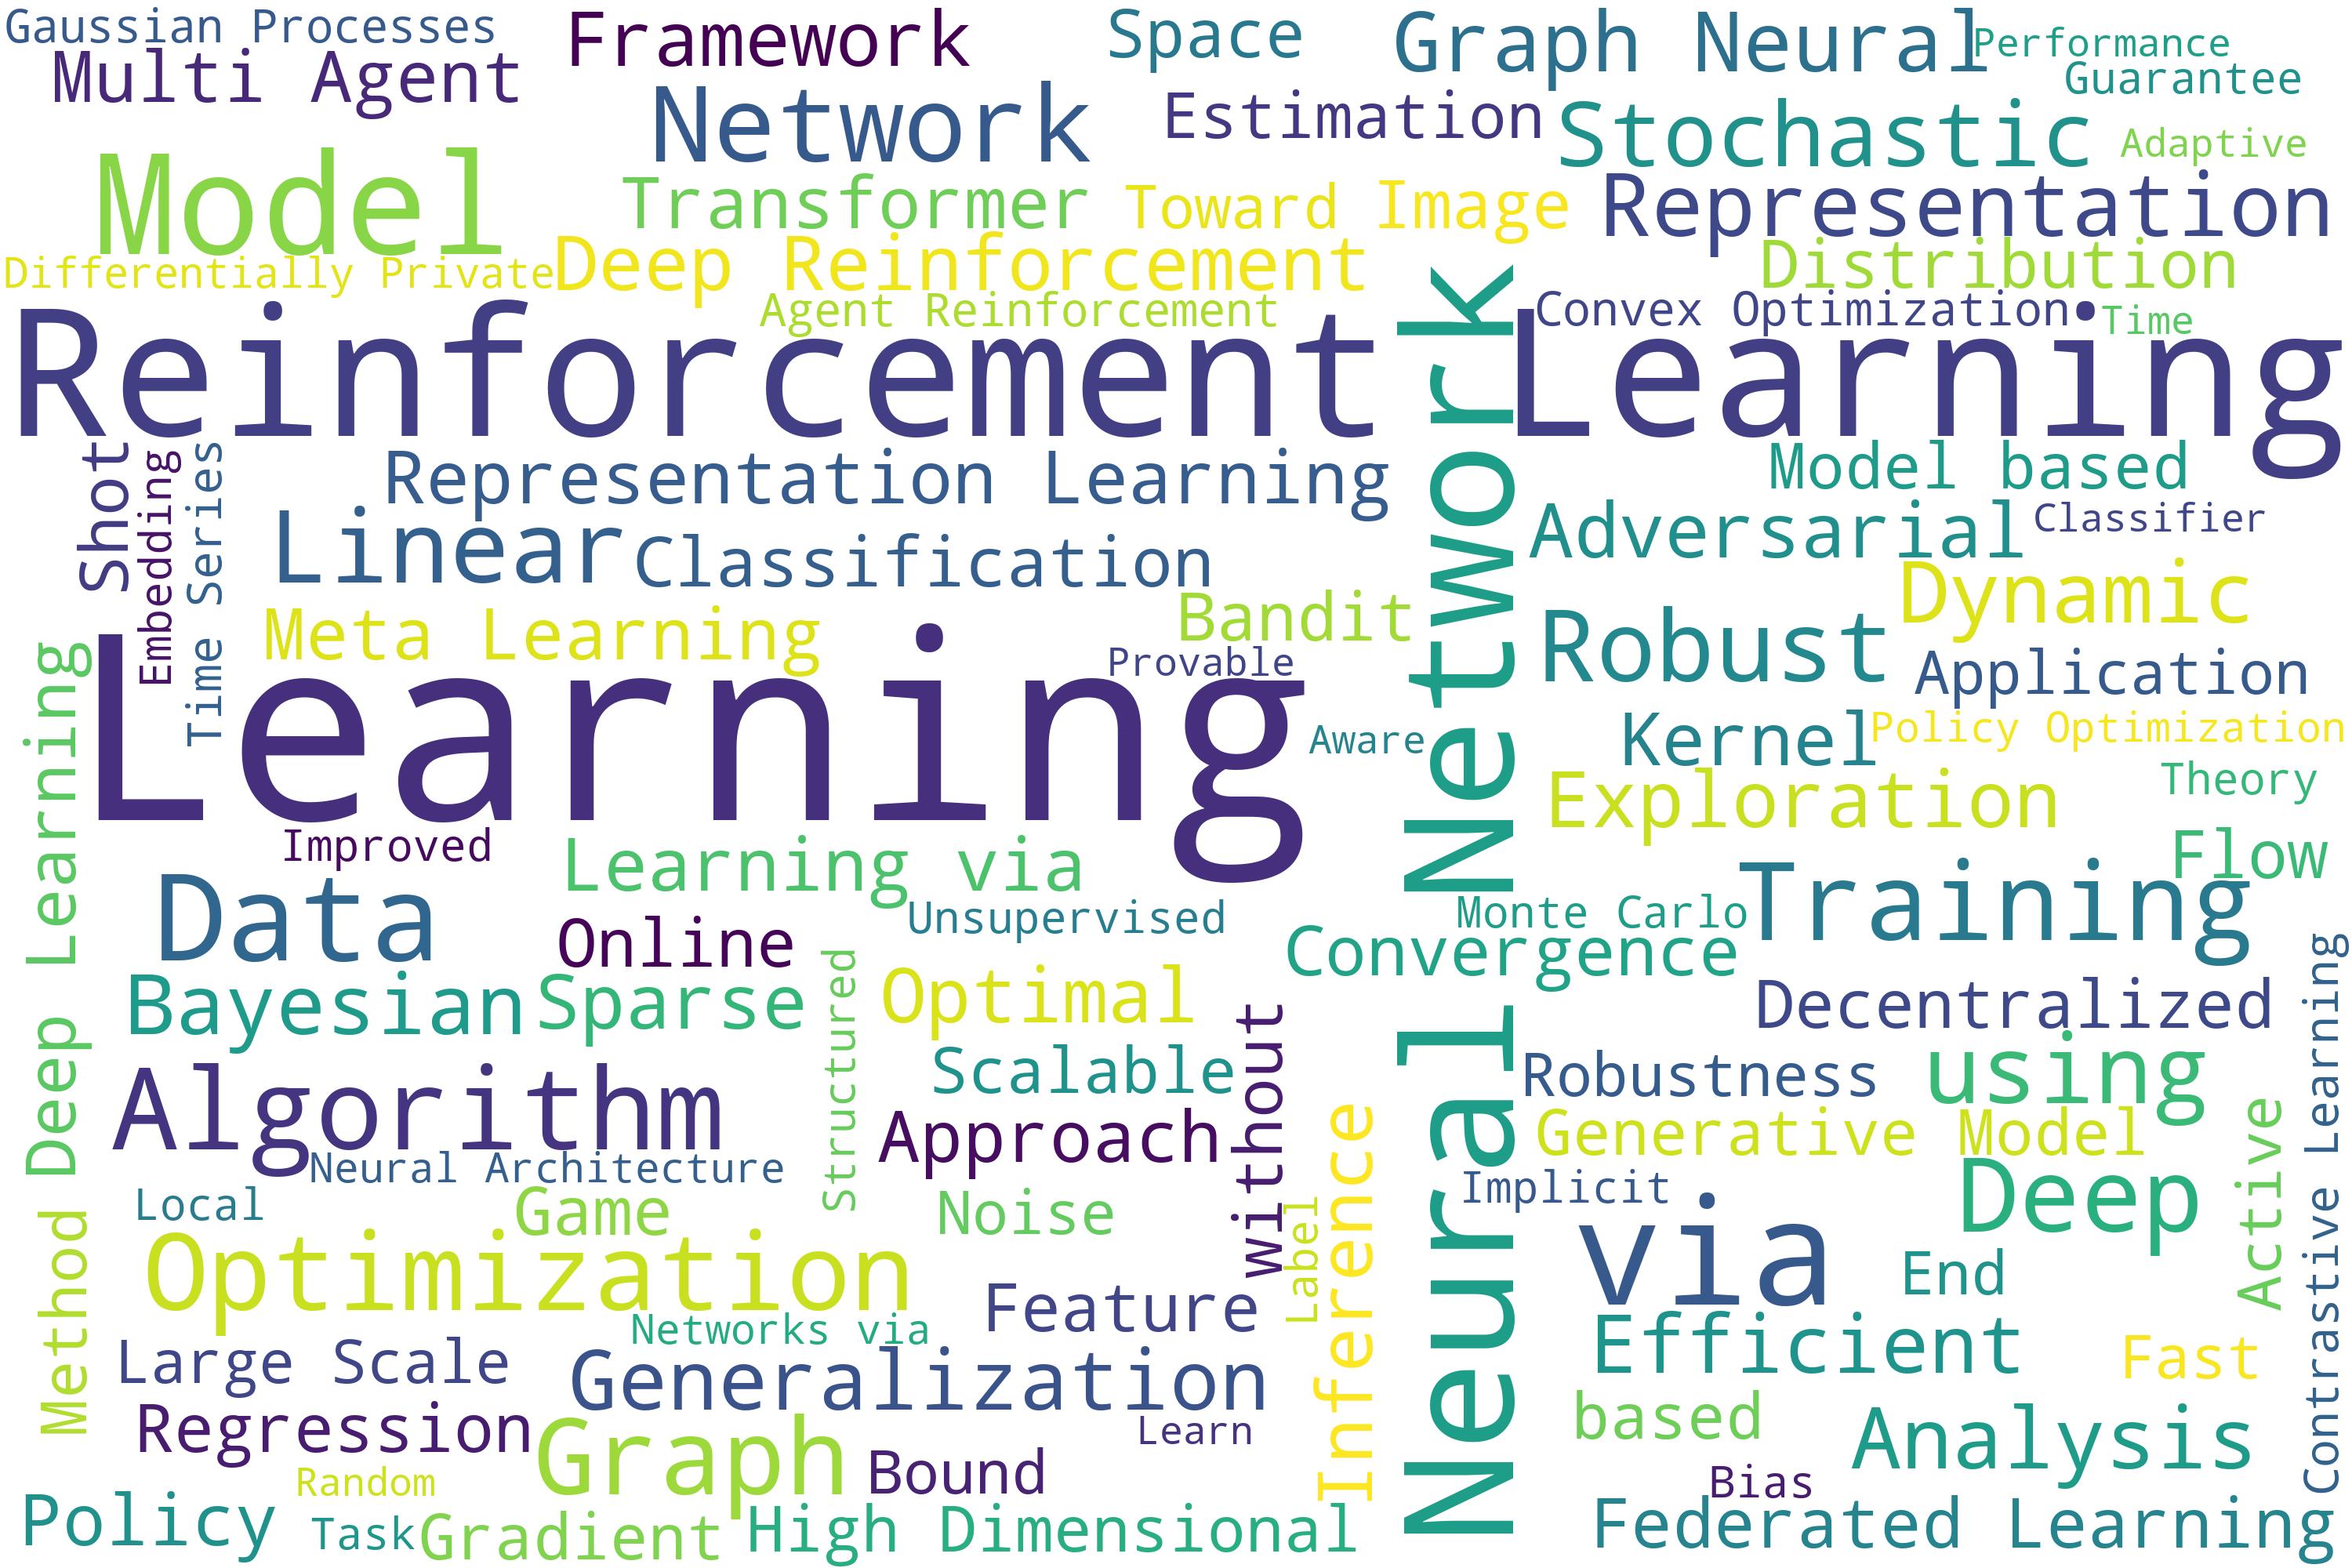 Gaussian Processes
Framework
Space
Graph Neural
Performance
Multi Agent
Guarantee
Network
Estimation
Stochastic
Adaptive
Model
Transformer
Toward
Image
Representation
Differentially Private
Deep Reinforcement
Distribution
Agent Reinforcement
Convex Optimization
Time
Reinforcement Learning
Shot
Embedding
Time Series
Representation Learning
Model based
Linear
Classification
Adversarial
Classifier
Dynamic
Meta Learning
Bandit
Robust
Provable
Application
Learning
Aware
Kernel
Policy Optimization
Theory
Exploration
Deep Learning
Neural Network
Improved
Learning via
Flow
Data
Training
Online
Unsupervised
Monte Carlo
Convergence
Bayesian
Sparse
Structured
Optimal
Decentralized
without
Scalable
Robustness
using
Contrastive Learning
Algorithm
Approach
Generative Model
Active
Neural Architecture
Inference
Label
Implicit
Deep
Local
Game
Noise
via
Method
Optimization
End
Feature
Networks via
Efficient
Fast
Large Scale
Generalization
based
Regression
Graph
Learn
Analysis
Bound
Random
Bias
Policy
Task
Gradient
High Dimensional
Federated Learning